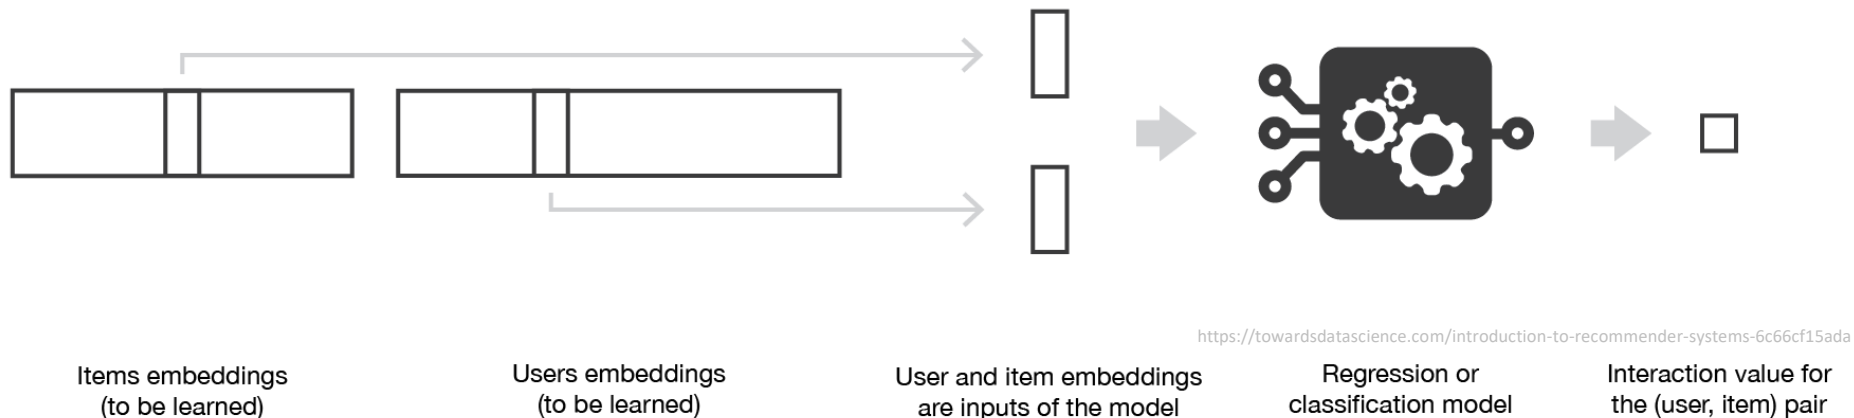 https://towardsdatascience.com/introduction-to-recommender-systems-6c66cf15ada
Items embeddings
(to be learned)
Users embeddings
(to be learned)
User and item embeddings
are inputs of the model
Regression or
classification model
Interaction value for
the (user, item) pair